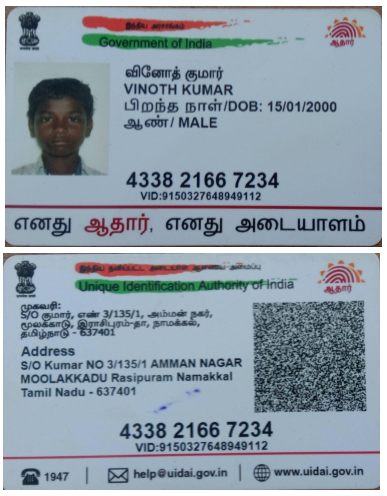 இந்திய அரசாங்கம்
Government of India
ஆதார்
வினோத் குமார்
VINOTH KUMAR
பிறந்த நாள்/DOB: 15/01/2000
ஆண்/ MALE
4338 2166 7234
VID:9150327648949112
எனது ஆதார், எனது அடையாளம்
இந்திய தனிப்பட்ட அடையாள ஆணைய அமைப்பு
Unique Identification Authority of India
ஆதார்
முகவரி:
S/O குமார், எண் 3/135/1, அம்மன் நகர்,
மூலக்காடு, இராசிபுரம்-தா, நாமக்கல்,
தமிழ்நாடு - 637401
Address
S/O Kumar NO 3/135/1 AMMAN NAGAR
MOOLAKKADU Rasipuram Namakkal
Tamil Nadu - 637401
4338 2166 7234
VID:9150327648949112
1947
help@uidai.gov.in
www.uidai.gov.in